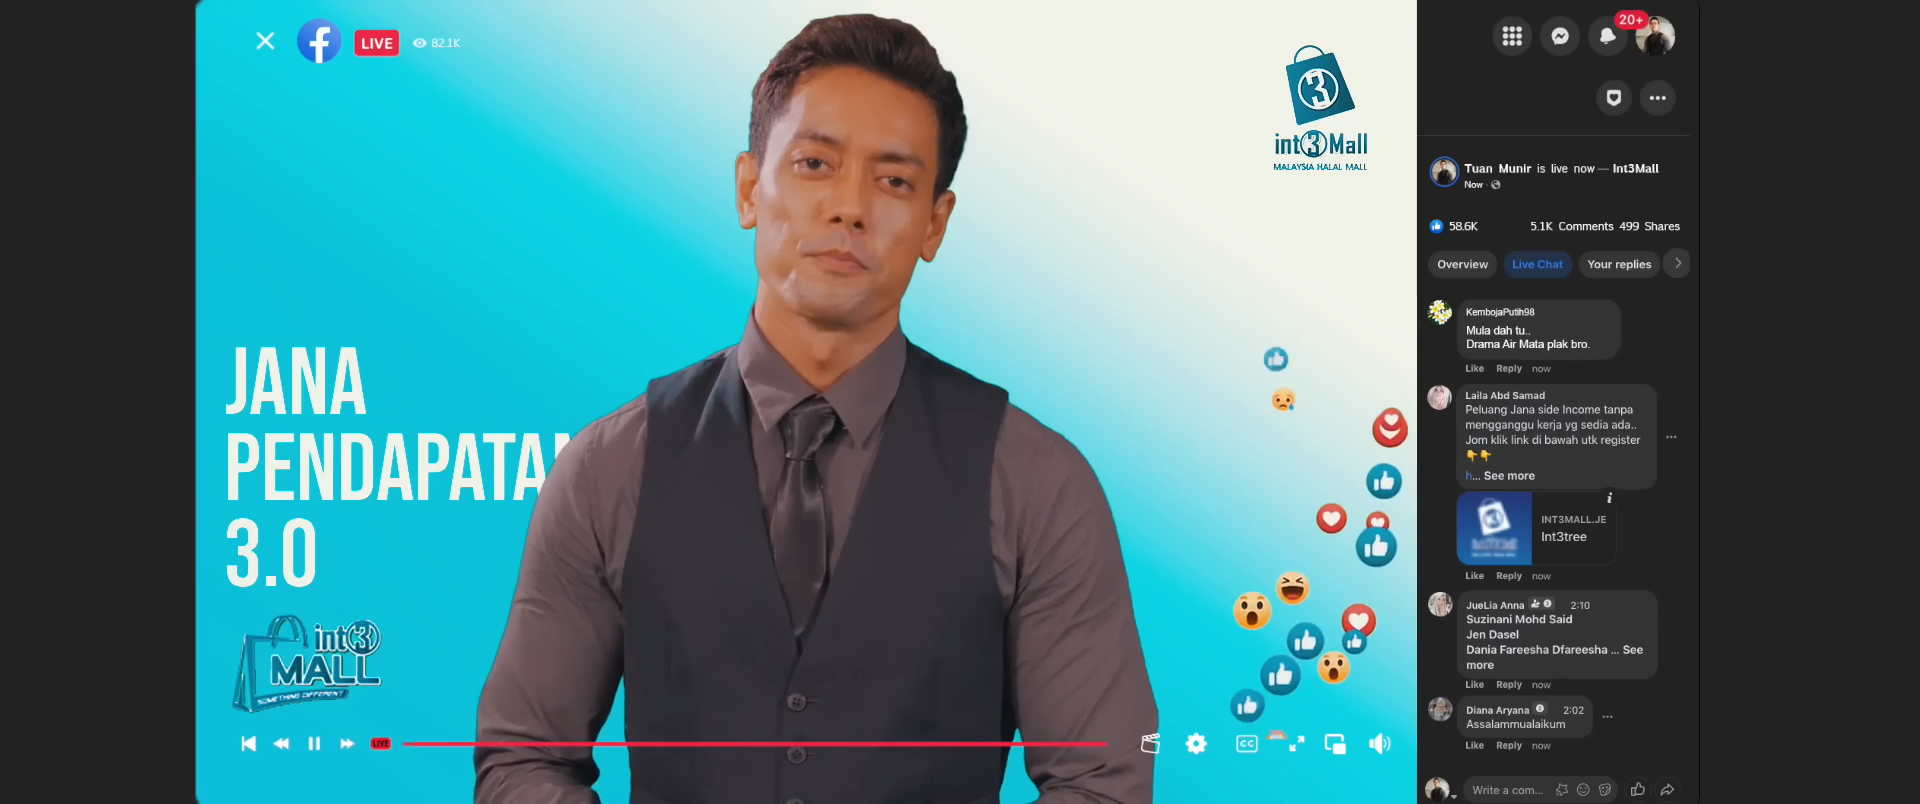 LIVE
82.1K
3
int3Mall
MALAYSIA HALAL MALL
JANA
PENDAPATAN
3.0
int3
MALL
SOMETHING DIFFERENT
LIVE
CC
20+
Tuan Munir is live now — Int3Mall
Now
58.6K
5.1K Comments 499 Shares
Overview
Live Chat
Your replies
KembojaPutih98
Mula dah tu..
Drama Air Mata plak bro.
Like Reply now
Laila Abd Samad
Peluang Jana side Income tanpa
mengganggu kerja yg sedia ada..
Jom klik link di bawah utk register
👇👇
h... See more
INT3MALL.JE
Int3tree
Like Reply now
JueLia Anna 2:10
Suzinani Mohd Said
Jen Dasel
Dania Fareesha Dfareesha ... See
more
Like Reply now
Diana Aryana 2:02
Assalammualaikum
Like Reply now
Write a com...